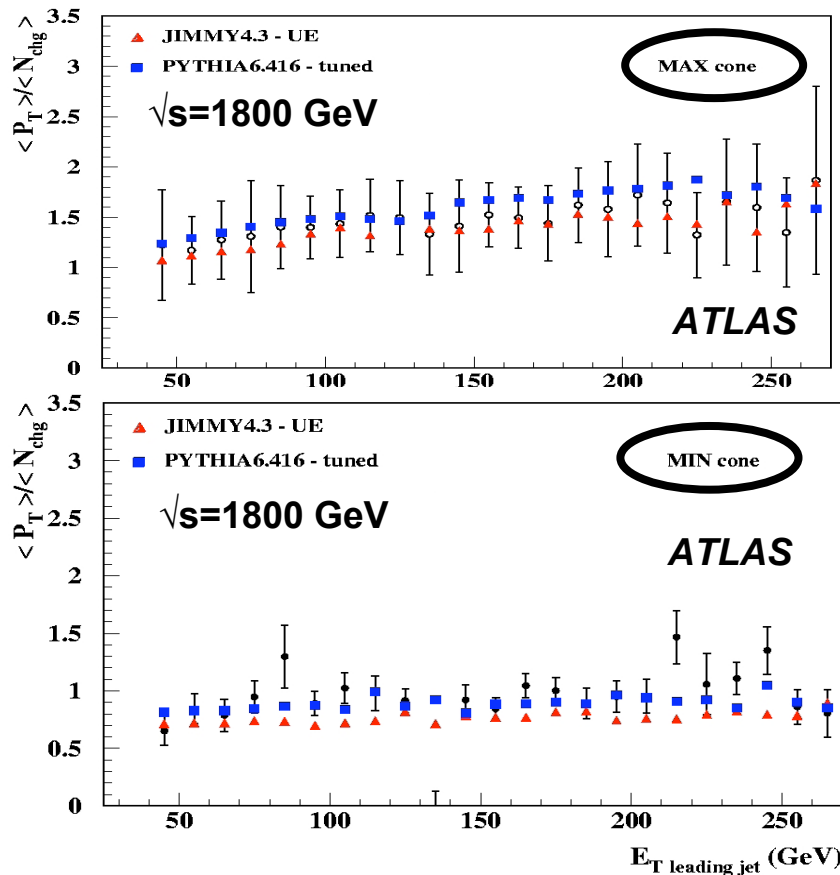 < P_T >/< N_chg >
3.5
3
2.5
2
1.5
1
0.5
0
JIMMY4.3 - UE
PYTHIA6.416 - tuned
MAX cone
√s=1800 GeV
ATLAS
50 100 150 200 250
< P_T >/< N_chg >
3.5
3
2.5
2
1.5
1
0.5
0
JIMMY4.3 - UE
PYTHIA6.416 - tuned
MIN cone
√s=1800 GeV
ATLAS
50 100 150 200 250
E_T leading jet (GeV)